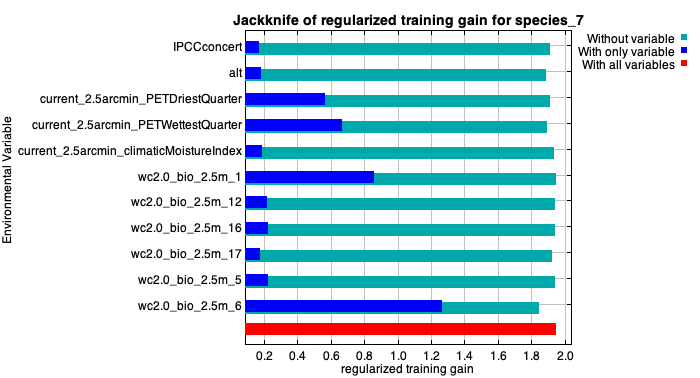 Jackknife of regularized training gain for species_7
Without variable
With only variable
With all variables
Environmental Variable
IPCCconcert
alt
current_2.5arcmin_PETDriestQuarter
current_2.5arcmin_PETWettestQuarter
current_2.5arcmin_climaticMoistureIndex
wc2.0_bio_2.5m_1
wc2.0_bio_2.5m_12
wc2.0_bio_2.5m_16
wc2.0_bio_2.5m_17
wc2.0_bio_2.5m_5
wc2.0_bio_2.5m_6
0.2 0.4 0.6 0.8 1.0 1.2 1.4 1.6 1.8 2.0
regularized training gain